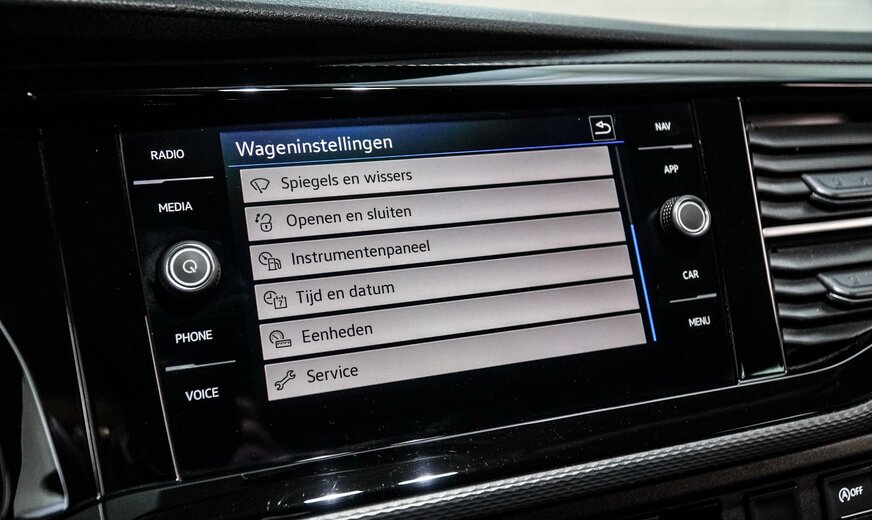 RADIO
MEDIA
PHONE
VOICE
Wageninstellingen
Spiegels en wissers
Openen en sluiten
Instrumentenpaneel
Tijd en datum
7
Eenheden
Service
NAV
APP
CAR
MENU
A OFF